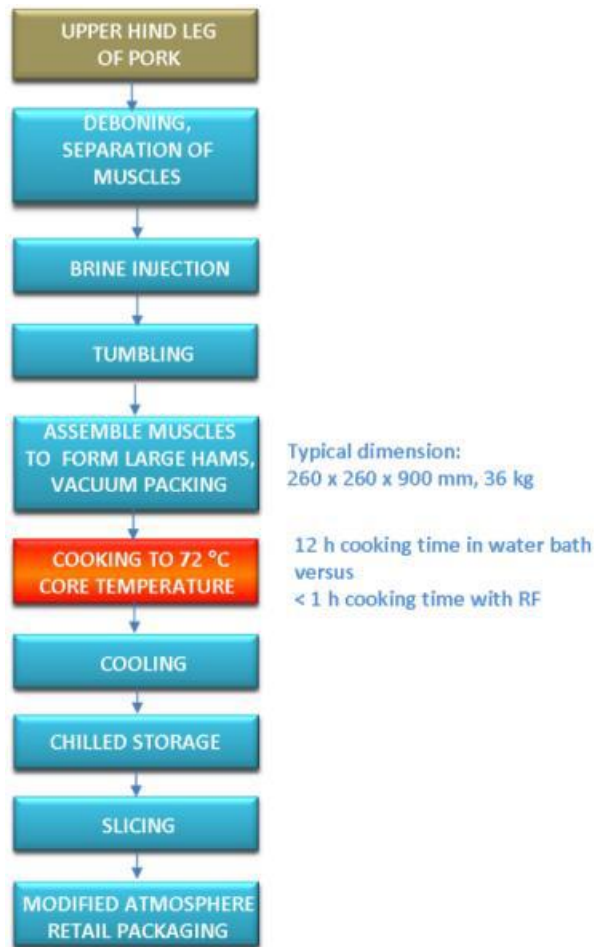 UPPER HIND LEG
OF PORK
DEBONING,
SEPARATION OF
MUSCLES
BRINE INJECTION
TUMBLING
ASSEMBLE MUSCLES
TO FORM LARGE HAMS,
VACUUM PACKING
Typical dimension:
260 x 260 x 900 mm, 36 kg
COOKING TO 72 °C
CORE TEMPERATURE
12 h cooking time in water bath
versus
< 1 h cooking time with RF
COOLING
CHILLED STORAGE
SLICING
MODIFIED ATMOSPHERE
RETAIL PACKAGING